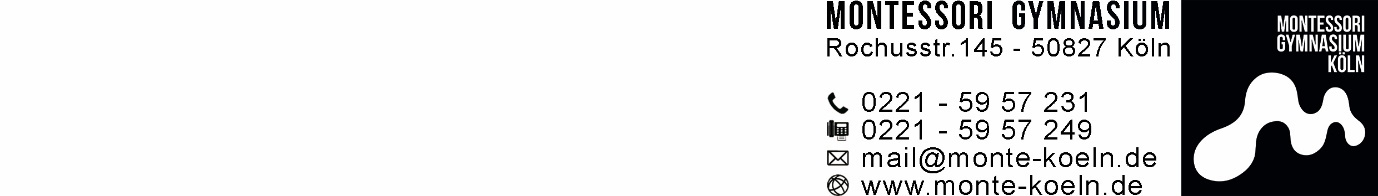 MONTESSORI GYMNASIUM
Rochusstr.145 - 50827 Köln
0221 - 59 57 231
0221 - 59 57 249
mail@monte-koeln.de
www.monte-koeln.de
MONTESSORI
GYMNASIUM
KÖLN